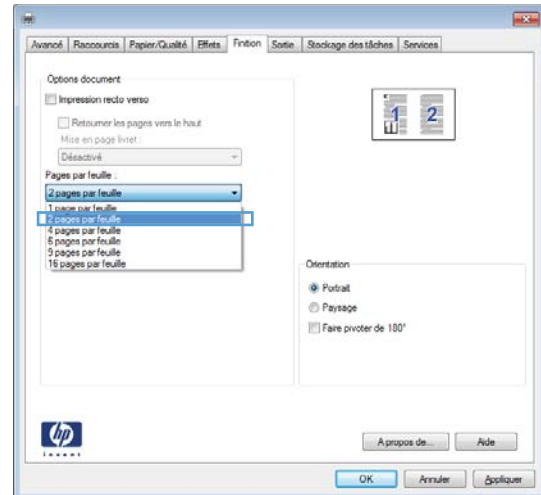 Avancé Raccourcis Papier/Qualité Effets Finition Sortie Stockage des tâches Services
Options document
Impression recto verso
Retourner les pages vers le haut
Mise en page livret :
Désactivé
Pages par feuille :
2 pages par feuille
1 page par feuille
2 pages par feuille
4 pages par feuille
6 pages par feuille
9 pages par feuille
16 pages par feuille
1 2
Orientation
Portrait
Paysage
Faire pivoter de 180°
hp
invent
A propos de... Aide
OK Annuler Appliquer